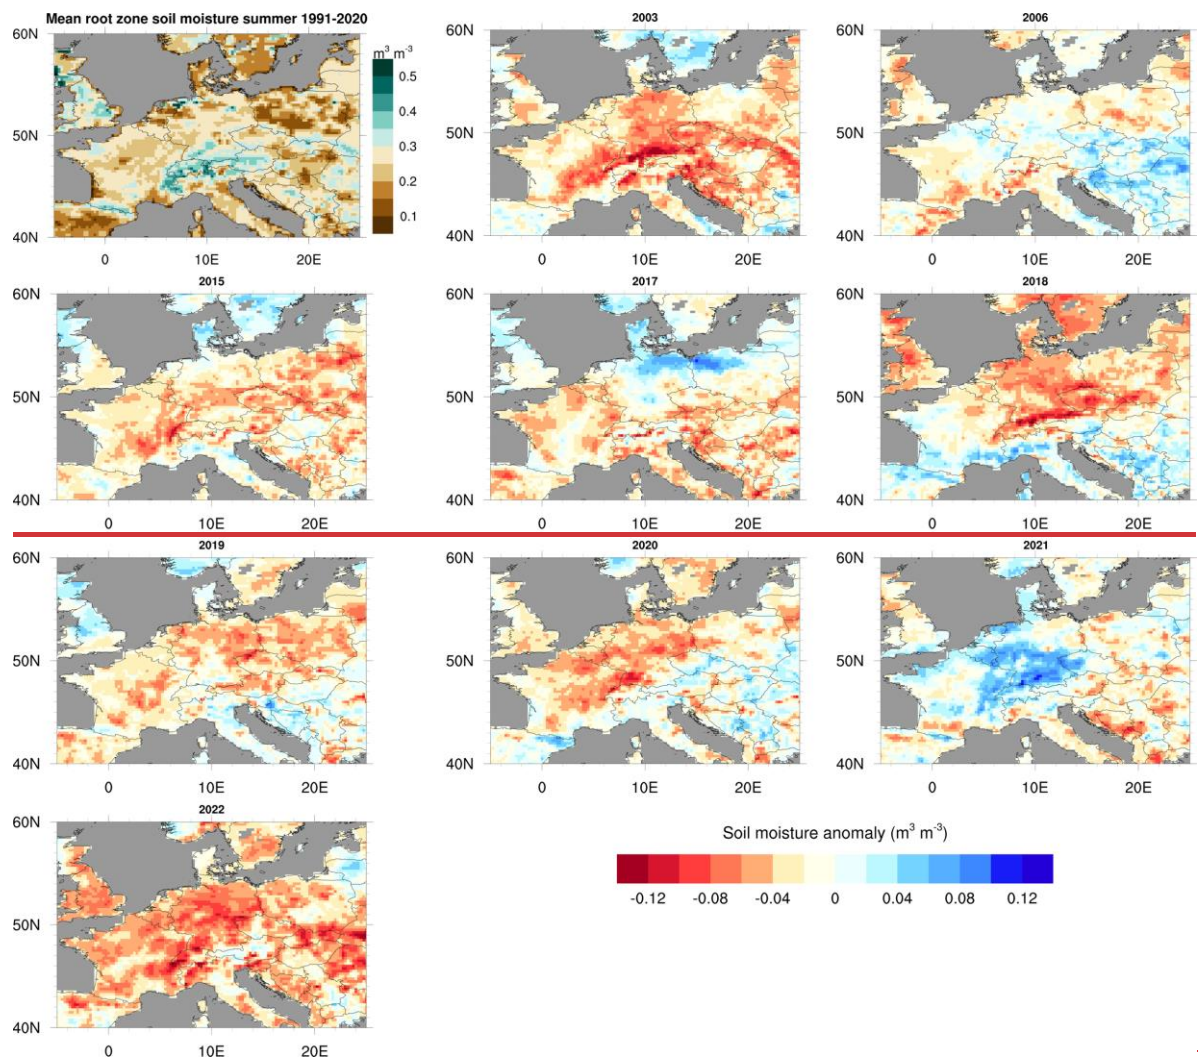 Mean root zone soil moisture summer 1991-2020
2003
2006
60N
m³ m⁻³
60N
60N
0.5
0.4
50N
0.3
50N
50N
0.2
0.1
40N
40N
40N
0 10E 20E
0 10E 20E
0 10E 20E
2015
2017
2018
60N
60N
60N
50N
50N
50N
40N
40N
40N
0 10E 20E
0 10E 20E
0 10E 20E
2019
2020
2021
60N
60N
60N
50N
50N
50N
40N
40N
40N
0 10E 20E
0 10E 20E
0 10E 20E
2022
60N
50N
40N
0 10E 20E
Soil moisture anomaly (m³ m⁻³)
-0.12 -0.08 -0.04 0 0.04 0.08 0.12